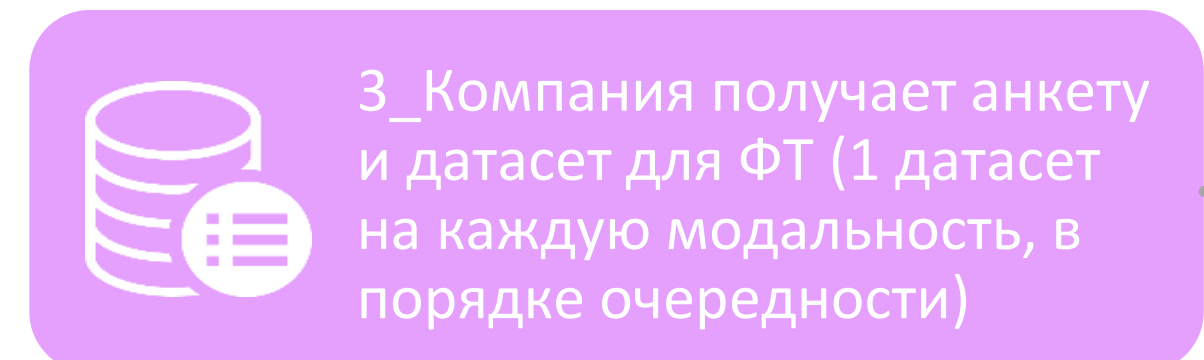 3_Компания получает анкету
и датасет для ФТ (1 датасет
на каждую модальность, в
порядке очередности)